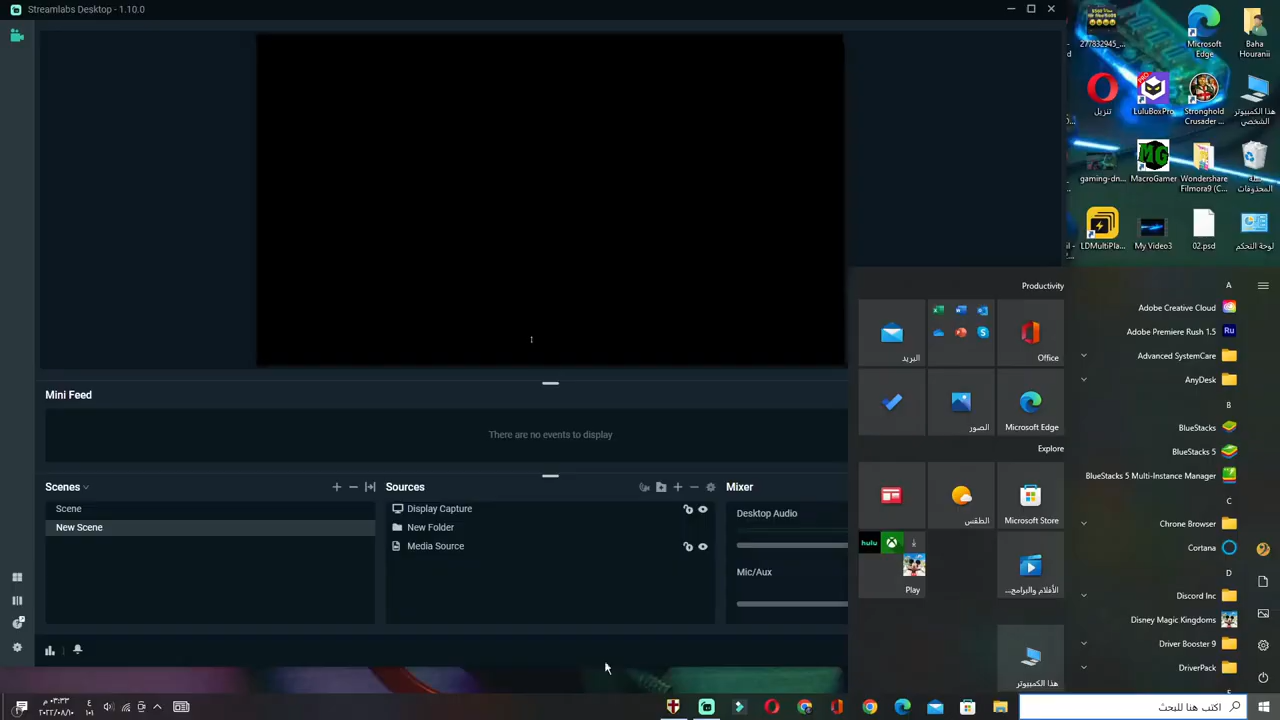 Streamlabs Desktop - 1.10.0
Mini Feed
There are no events to display
Scenes
Scene
New Scene
Sources
Display Capture
New Folder
Media Source
Mixer
Desktop Audio
Mic/Aux
277832945_...
Microsoft Edge
Baha Houranii
تنزيل
LuluBoxPro
Stronghold Crusader ...
هذا الكمبيوتر الشخصي
gaming-dn...
MacroGamer
Wondershare Filmora9 (C...
سلة المحذوفات
LDMultiPla...
My Video3
02.psd
لوحة التحكم
Productivity
البريد
Office
الصور
Microsoft Edge
Explore
الطقس
Microsoft Store
hulu
Play
الأفلام والبرامج...
هذا الكمبيوتر
A
Adobe Creative Cloud
Adobe Premiere Rush 1.5
Advanced SystemCare
AnyDesk
B
BlueStacks
BlueStacks 5
BlueStacks 5 Multi-Instance Manager
C
Chrone Browser
Cortana
D
Discord Inc
Disney Magic Kingdoms
Driver Booster 9
DriverPack
اكتب هنا للبحث